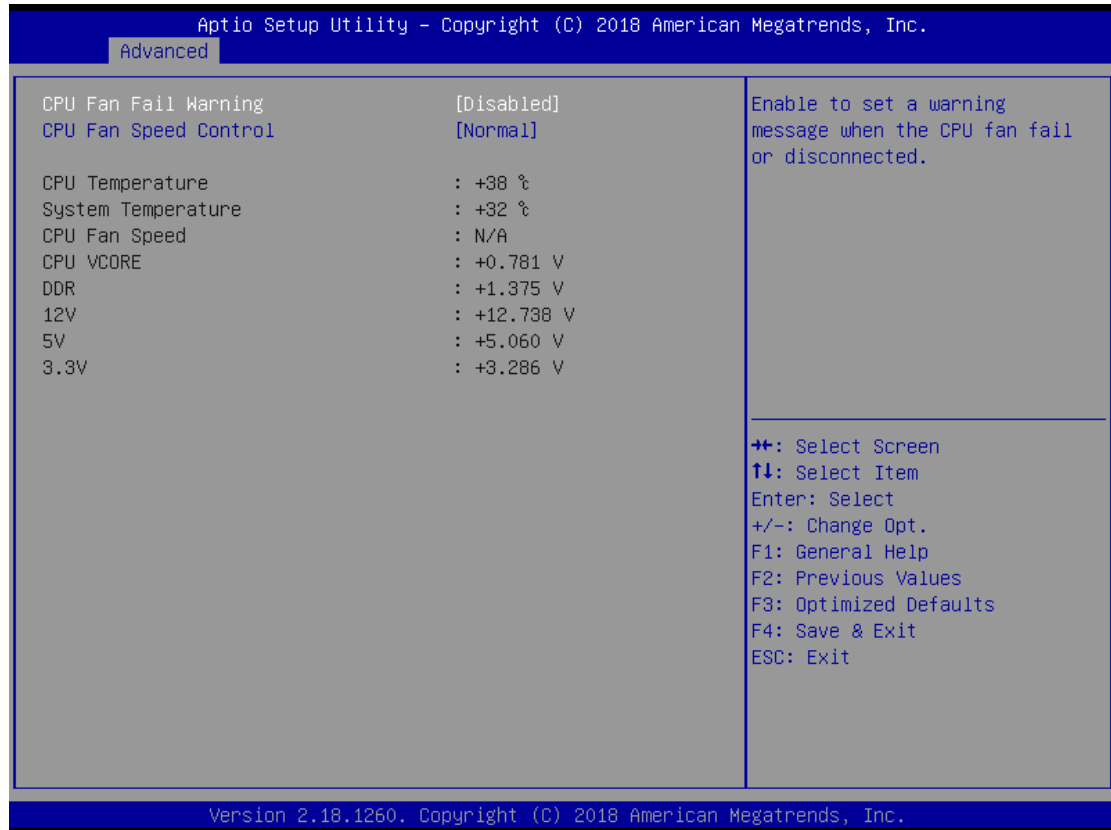 Aptio Setup Utility – Copyright (C) 2018 American Megatrends, Inc.
Advanced
CPU Fan Fail Warning [Disabled]
CPU Fan Speed Control [Normal]
CPU Temperature : +38 ℃
System Temperature : +32 ℃
CPU Fan Speed : N/A
CPU VCORE : +0.781 V
DDR : +1.375 V
12V : +12.738 V
5V : +5.060 V
3.3V : +3.286 V
Enable to set a warning
message when the CPU fan fail
or disconnected.
→←: Select Screen
↑↓: Select Item
Enter: Select
+/-: Change Opt.
F1: General Help
F2: Previous Values
F3: Optimized Defaults
F4: Save & Exit
ESC: Exit
Version 2.18.1260. Copyright (C) 2018 American Megatrends, Inc.